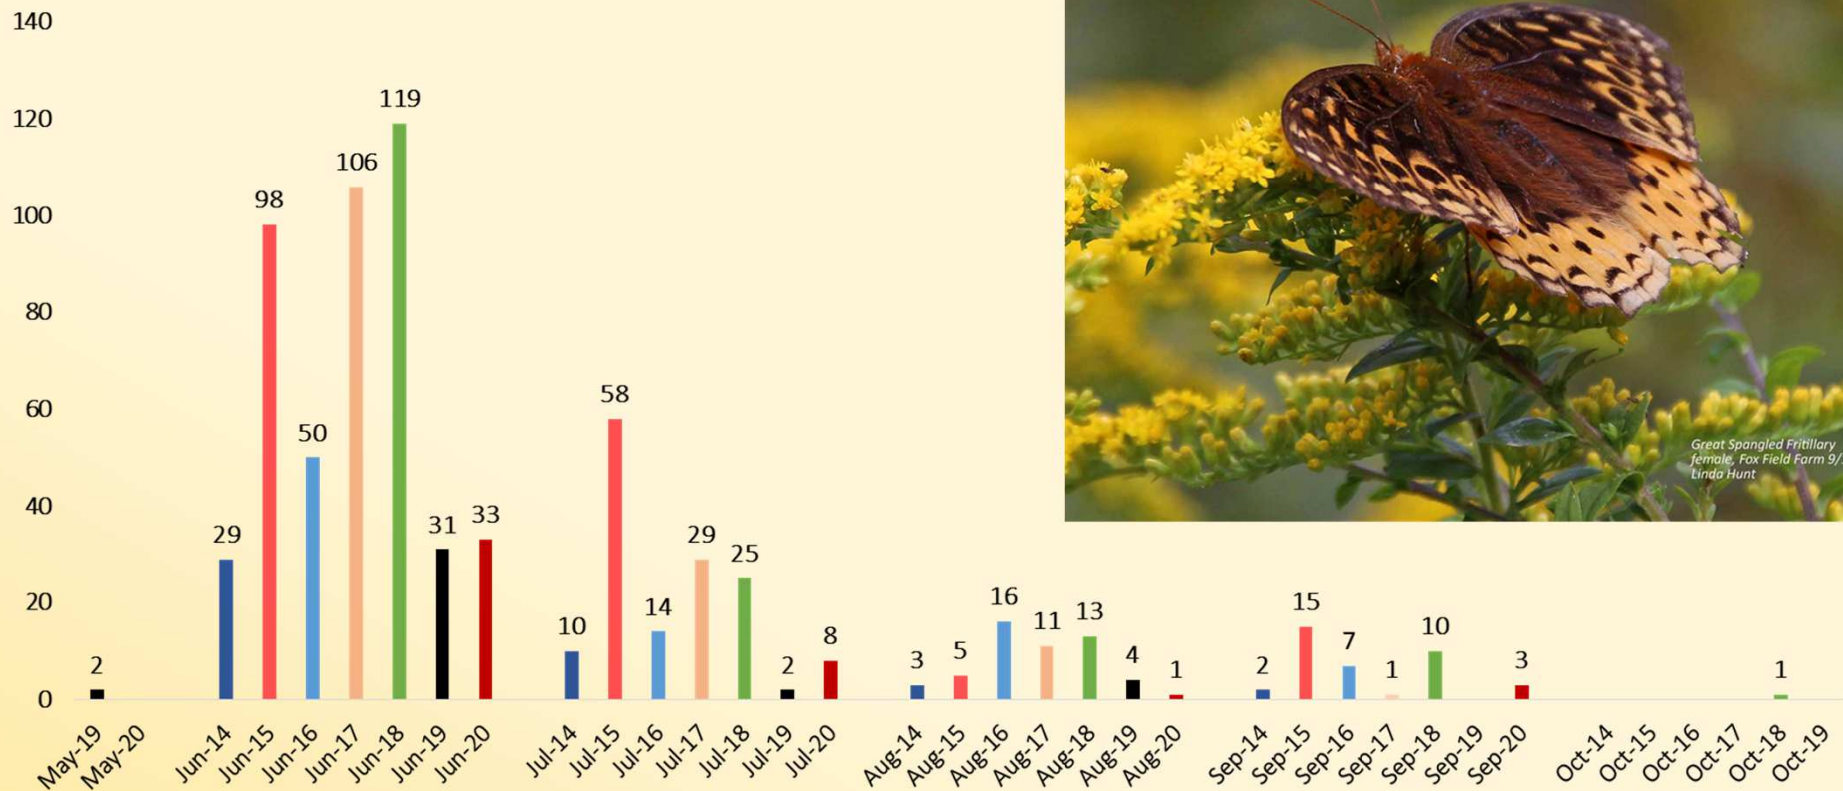 140
120
100
80
60
40
20
0
2
29
98
50
106
119
31
33
10
58
14
29
25
2
8
3
5
16
11
13
4
1
2
15
7
1
10
3
1
May-19
May-20
Jun-14
Jun-15
Jun-16
Jun-17
Jun-18
Jun-19
Jun-20
Jul-14
Jul-15
Jul-16
Jul-17
Jul-18
Jul-19
Jul-20
Aug-14
Aug-15
Aug-16
Aug-17
Aug-18
Aug-19
Aug-20
Sep-14
Sep-15
Sep-16
Sep-17
Sep-18
Sep-19
Sep-20
Oct-14
Oct-15
Oct-16
Oct-17
Oct-18
Oct-19
Great Spangled Fritillary
female, Fox Field Farm 9/
Linda Hunt